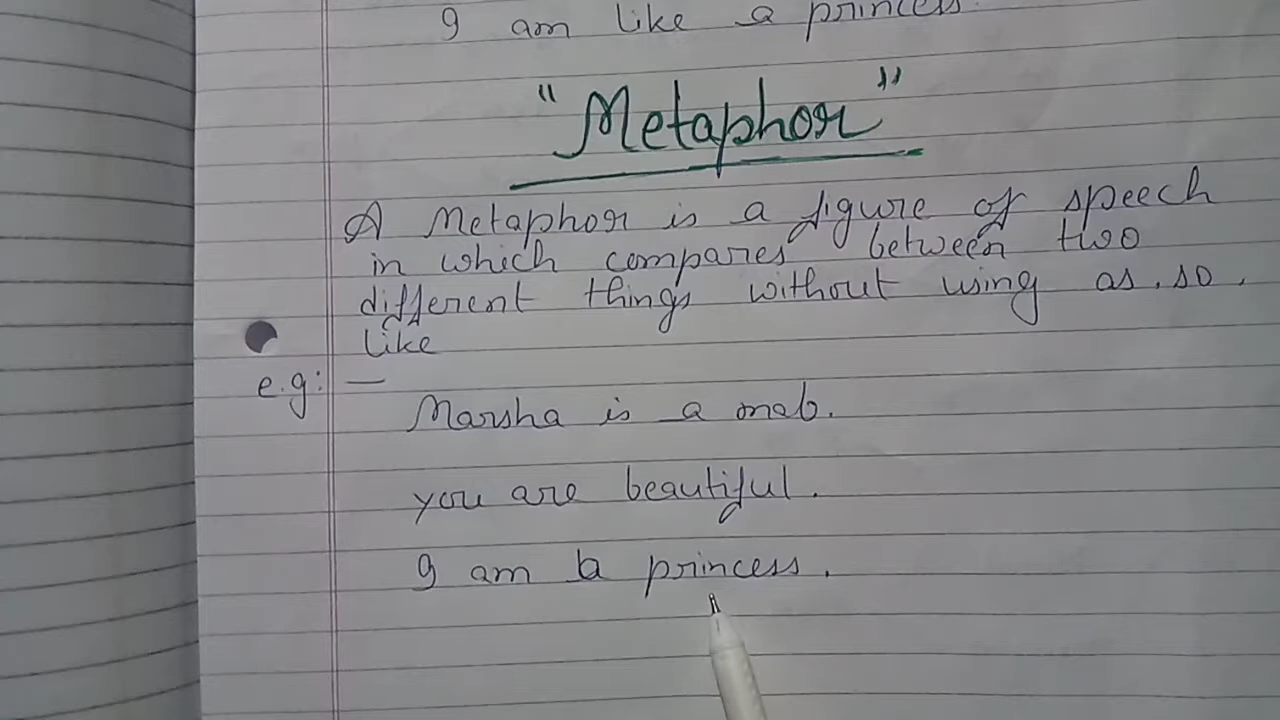 I am like a princess.
"Metaphor"
A Metaphor is a figure of speech
in which compares between two
different things without using as, so,
like
e.g:—
Marsha is a mob.
you are beautiful.
I am a princess.